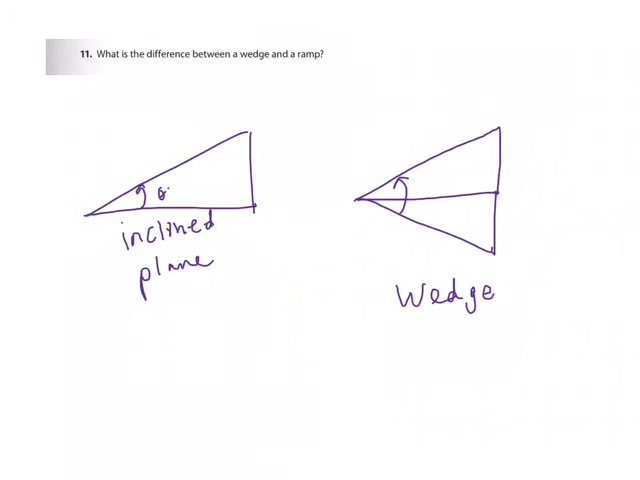 11. What is the difference between a wedge and a ramp?
θ
inclined
plane
Wedge